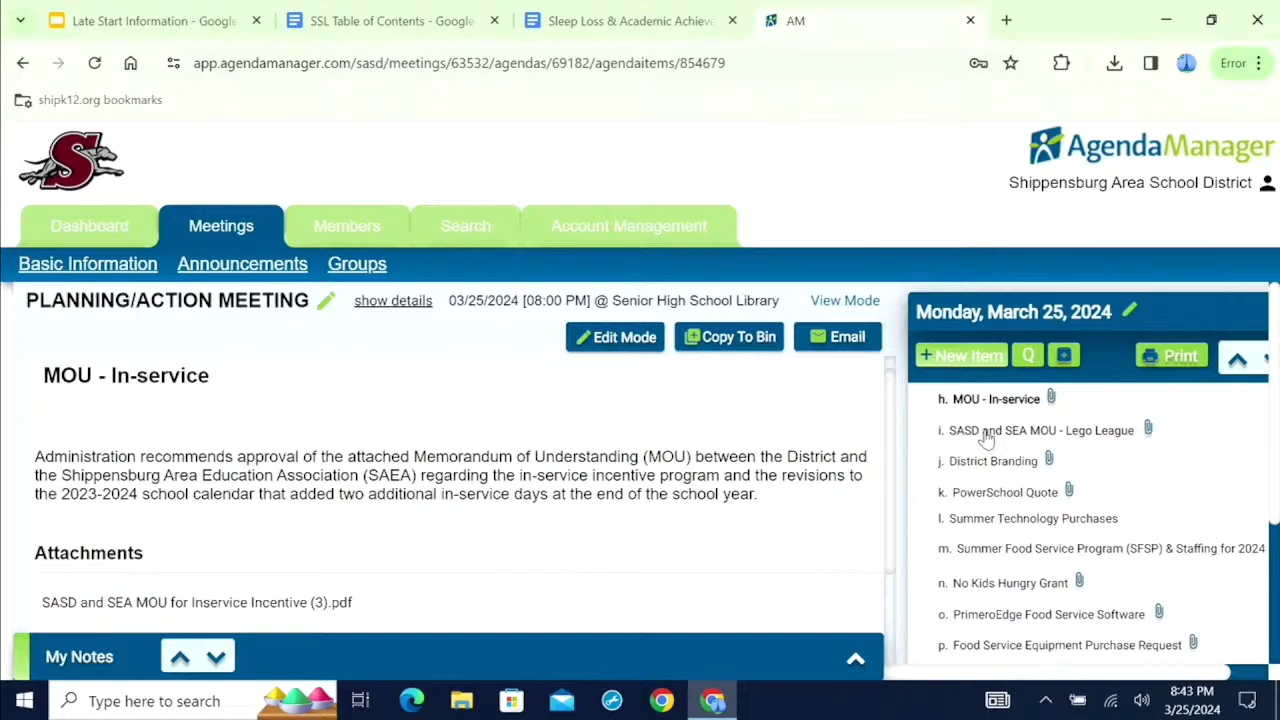 Late Start Information - Google
SSL Table of Contents - Google
Sleep Loss & Academic Achieve
AM
app.agendamanager.com/sasd/meetings/63532/agendas/69182/agendaitems/854679
Error
shipk12.org bookmarks
S
AgendaManager
Shippensburg Area School District
Dashboard
Meetings
Members
Search
Account Management
Basic Information
Announcements
Groups
PLANNING/ACTION MEETING
show details
03/25/2024 [08:00 PM] @ Senior High School Library
View Mode
Edit Mode
Copy To Bin
Email
MOU - In-service
Administration recommends approval of the attached Memorandum of Understanding (MOU) between the District and
the Shippensburg Area Education Association (SAEA) regarding the in-service incentive program and the revisions to
the 2023-2024 school calendar that added two additional in-service days at the end of the school year.
Attachments
SASD and SEA MOU for Inservice Incentive (3).pdf
My Notes
Monday, March 25, 2024
+ New Item
Q
Print
h. MOU - In-service
i. SASD and SEA MOU - Lego League
j. District Branding
k. PowerSchool Quote
l. Summer Technology Purchases
m. Summer Food Service Program (SFSP) & Staffing for 2024
n. No Kids Hungry Grant
o. PrimeroEdge Food Service Software
p. Food Service Equipment Purchase Request
Type here to search
8:43 PM
3/25/2024